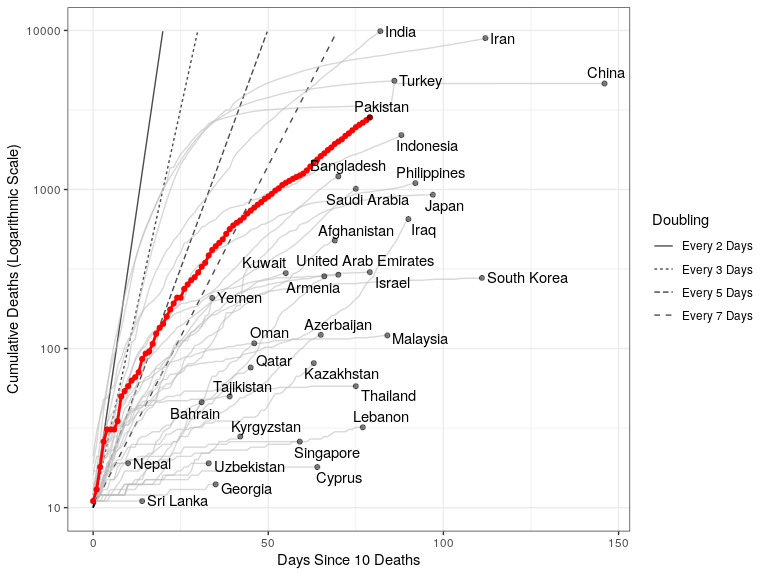 10000
1000
100
10
Cumulative Deaths (Logarithmic Scale)
India
Iran
China
Turkey
Pakistan
Indonesia
Bangladesh
Philippines
Saudi Arabia
Japan
Afghanistan
Iraq
Kuwait
United Arab Emirates
South Korea
Israel
Armenia
Yemen
Azerbaijan
Oman
Malaysia
Qatar
Kazakhstan
Tajikistan
Thailand
Bahrain
Lebanon
Kyrgyzstan
Singapore
Nepal
Uzbekistan
Cyprus
Georgia
Sri Lanka
0
50
100
150
Days Since 10 Deaths
Doubling
Every 2 Days
Every 3 Days
Every 5 Days
Every 7 Days